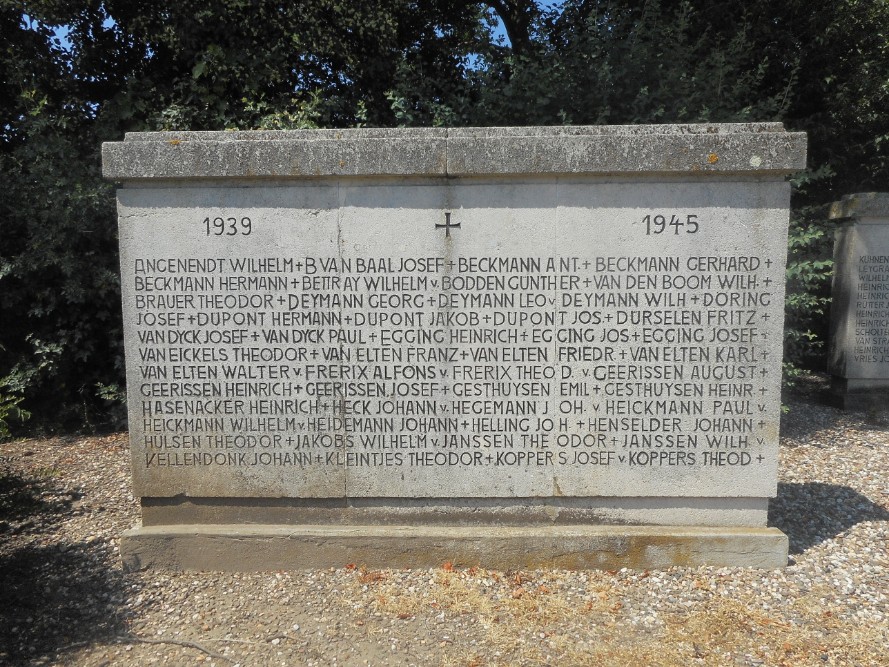 1939 1945
ANGENENDT WILHELM + B VAN BAAL JOSEF + BECKMANN ANT. + BECKMANN GERHARD +
BECKMANN HERMANN + BETRAY WILHELM v. BODDEN GÜNTHER + VAN DEN BOOM WILH +
BRAUER THEODOR + DEYMANN GEORG + DEYMANN LEO v. DEYMANN WILH + DÖRING
JOSEF + DUPONT HERMANN + DUPONT JAKOB + DUPONT JOS + DÜRSELEN FRITZ +
VAN DYCK JOSEF + VAN DYCK PAUL + EGGING HEINRICH + EGGING JOS + EGGING JOSEF +
VAN EICKELS THEODOR + VAN ELTEN FRANZ + VAN ELTEN FRIEDR + VAN ELTEN KARL +
VAN ELTEN WALTER v. FRERIX ALFONS v. FRERIX THEOD. v. GEERISSEN AUGUST +
GEERISSEN HEINRICH + GEERISSEN JOSEF v. GESTHUYSEN EMIL + GESTHUYSEN HEINR +
HASENACKER HEINRICH + HECK JOHANN v. HEGEMANN JOH. v. HEICKMANN PAUL v.
HEICKMANN WILHELM v. HEIDEMANN JOHANN + HELLING JOH + HENSELDER JOHANN +
HÜLSEN THEODOR + JAKOBS WILHELM v. JANSSEN THEODOR + JANSSEN WILH v.
KELLENDONK JOHANN + KLEINTJES THEODOR + KOPPERS JOSEF v. KOPPERS THEOD +